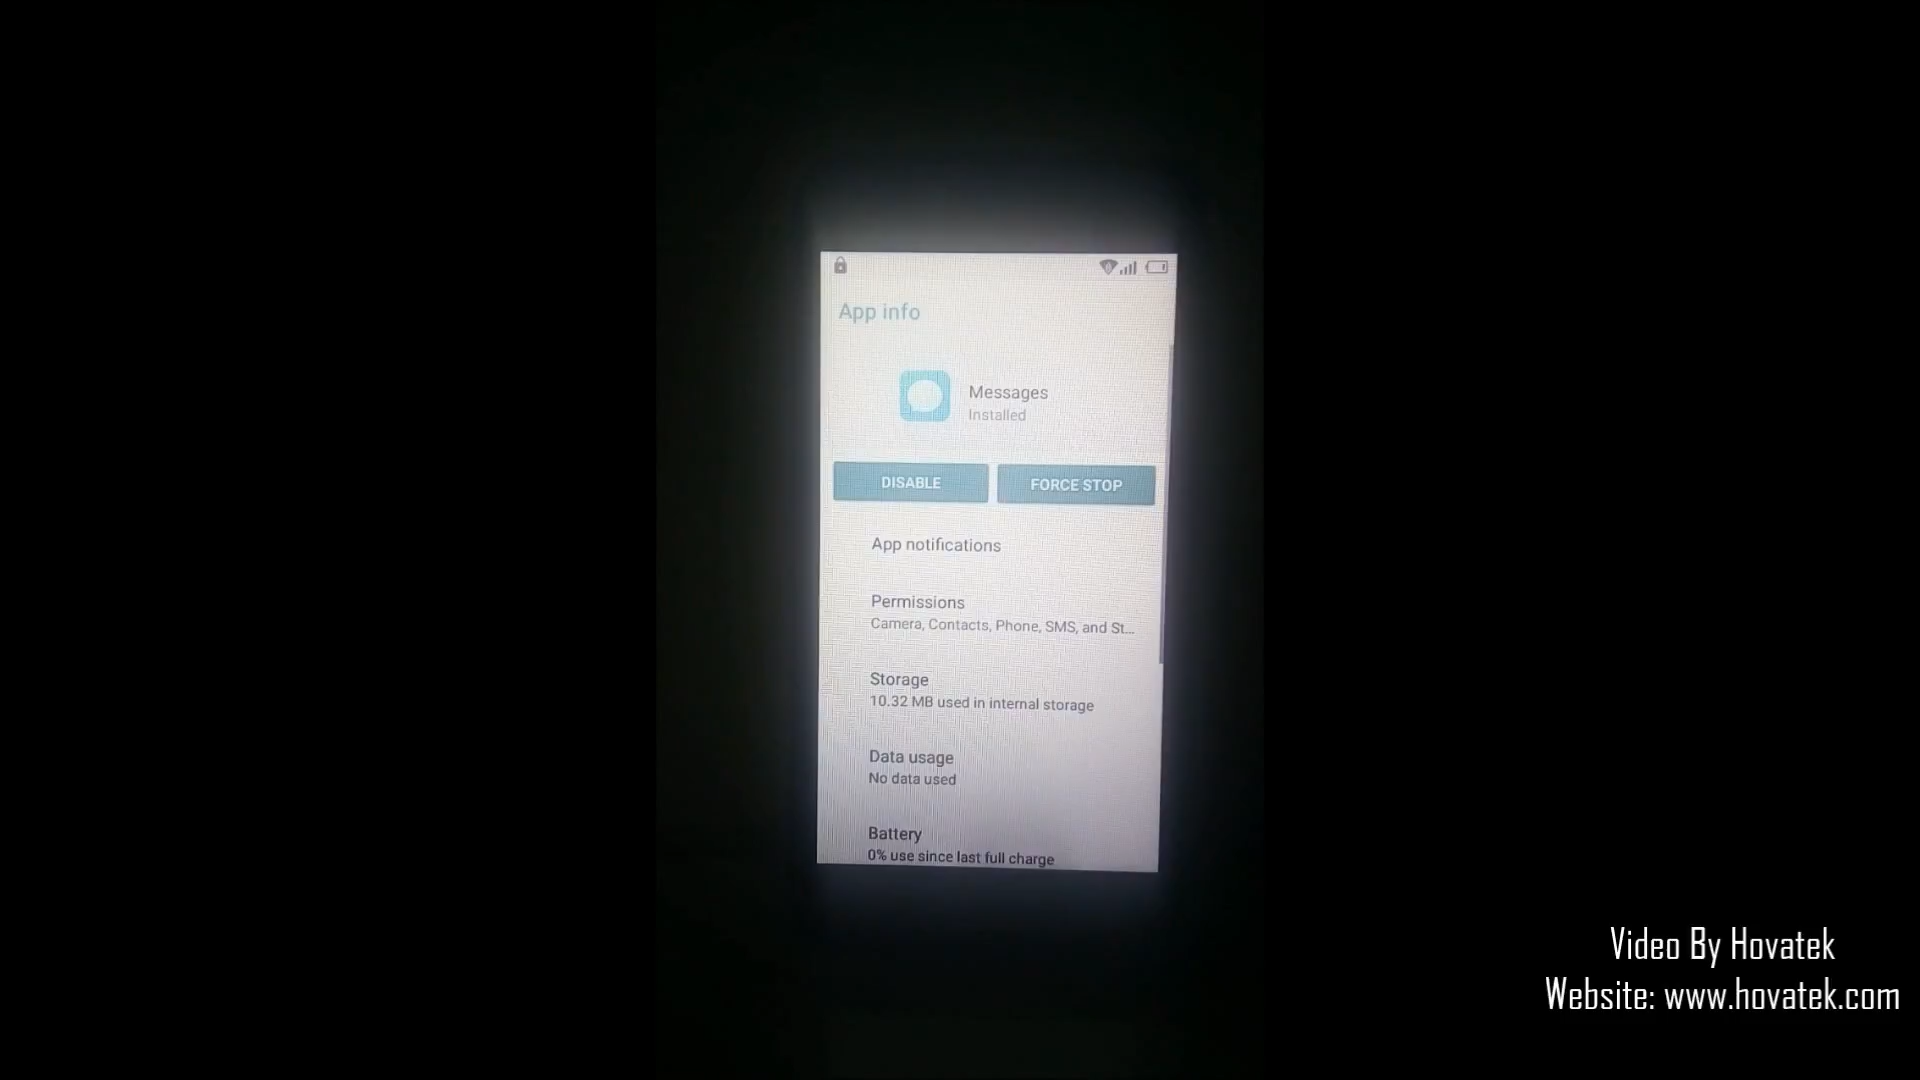 App info
Messages
Installed
DISABLE
FORCE STOP
App notifications
Permissions
Camera, Contacts, Phone, SMS, and St...
Storage
10.32 MB used in internal storage
Data usage
No data used
Battery
0% use since last full charge
Video By Hovatek
Website: www.hovatek.com